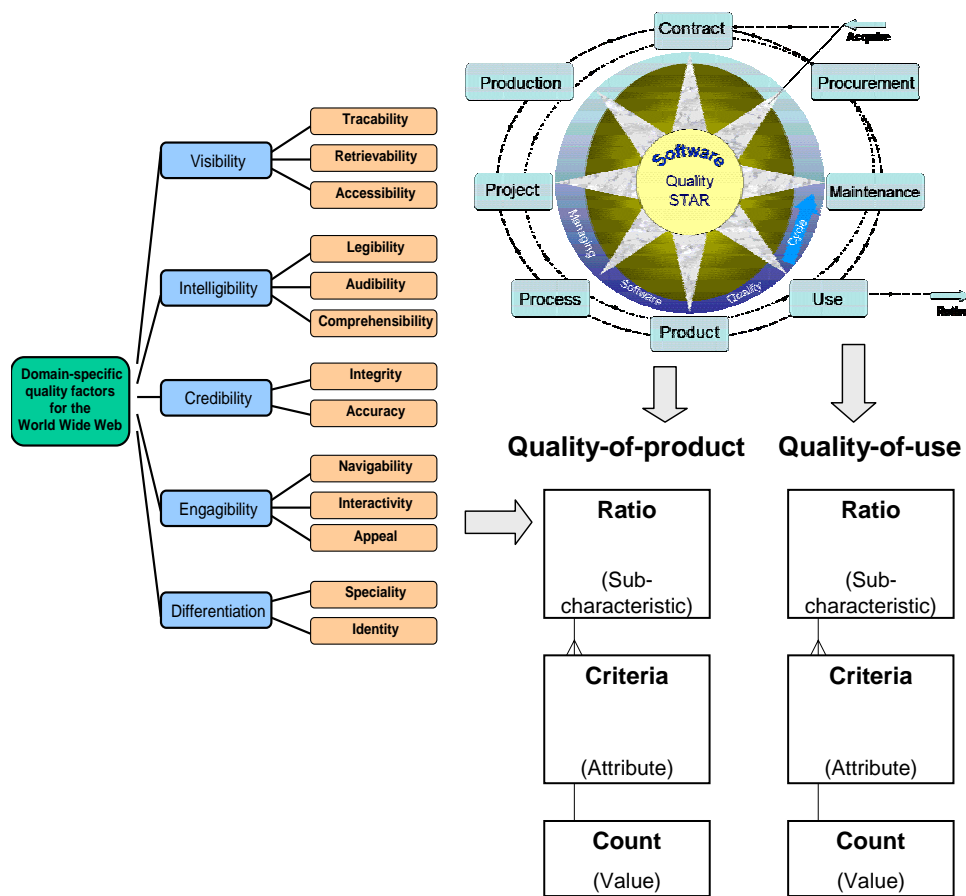 Domain-specific
quality factors
for the
World Wide Web
Visibility
Tracability
Retrievability
Accessibility
Intelligibility
Legibility
Audibility
Comprehensibility
Credibility
Integrity
Accuracy
Engagibility
Navigability
Interactivity
Appeal
Differentiation
Speciality
Identity
Contract
Acquire
Production
Procurement
Project
Maintenance
Process
Use
Product
Retire
Software
Quality
STAR
Managing
Software
Quality
Cycle
Quality-of-product
Ratio
(Sub-
characteristic)
Criteria
(Attribute)
Count
(Value)
Quality-of-use
Ratio
(Sub-
characteristic)
Criteria
(Attribute)
Count
(Value)